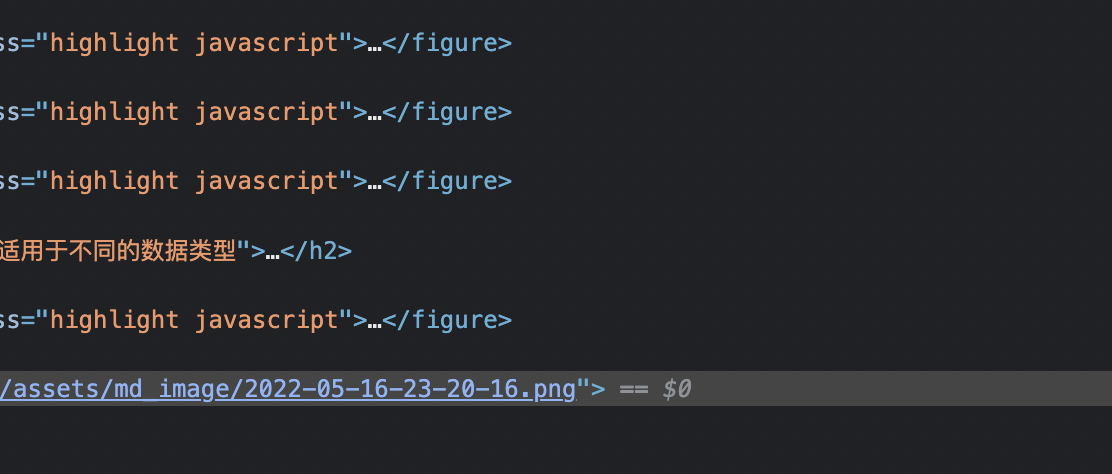 ss="highlight javascript">…</figure>
ss="highlight javascript">…</figure>
ss="highlight javascript">…</figure>
适用于不同的数据类型">…</h2>
ss="highlight javascript">…</figure>
/assets/md_image/2022-05-16-23-20-16.png"> == $0